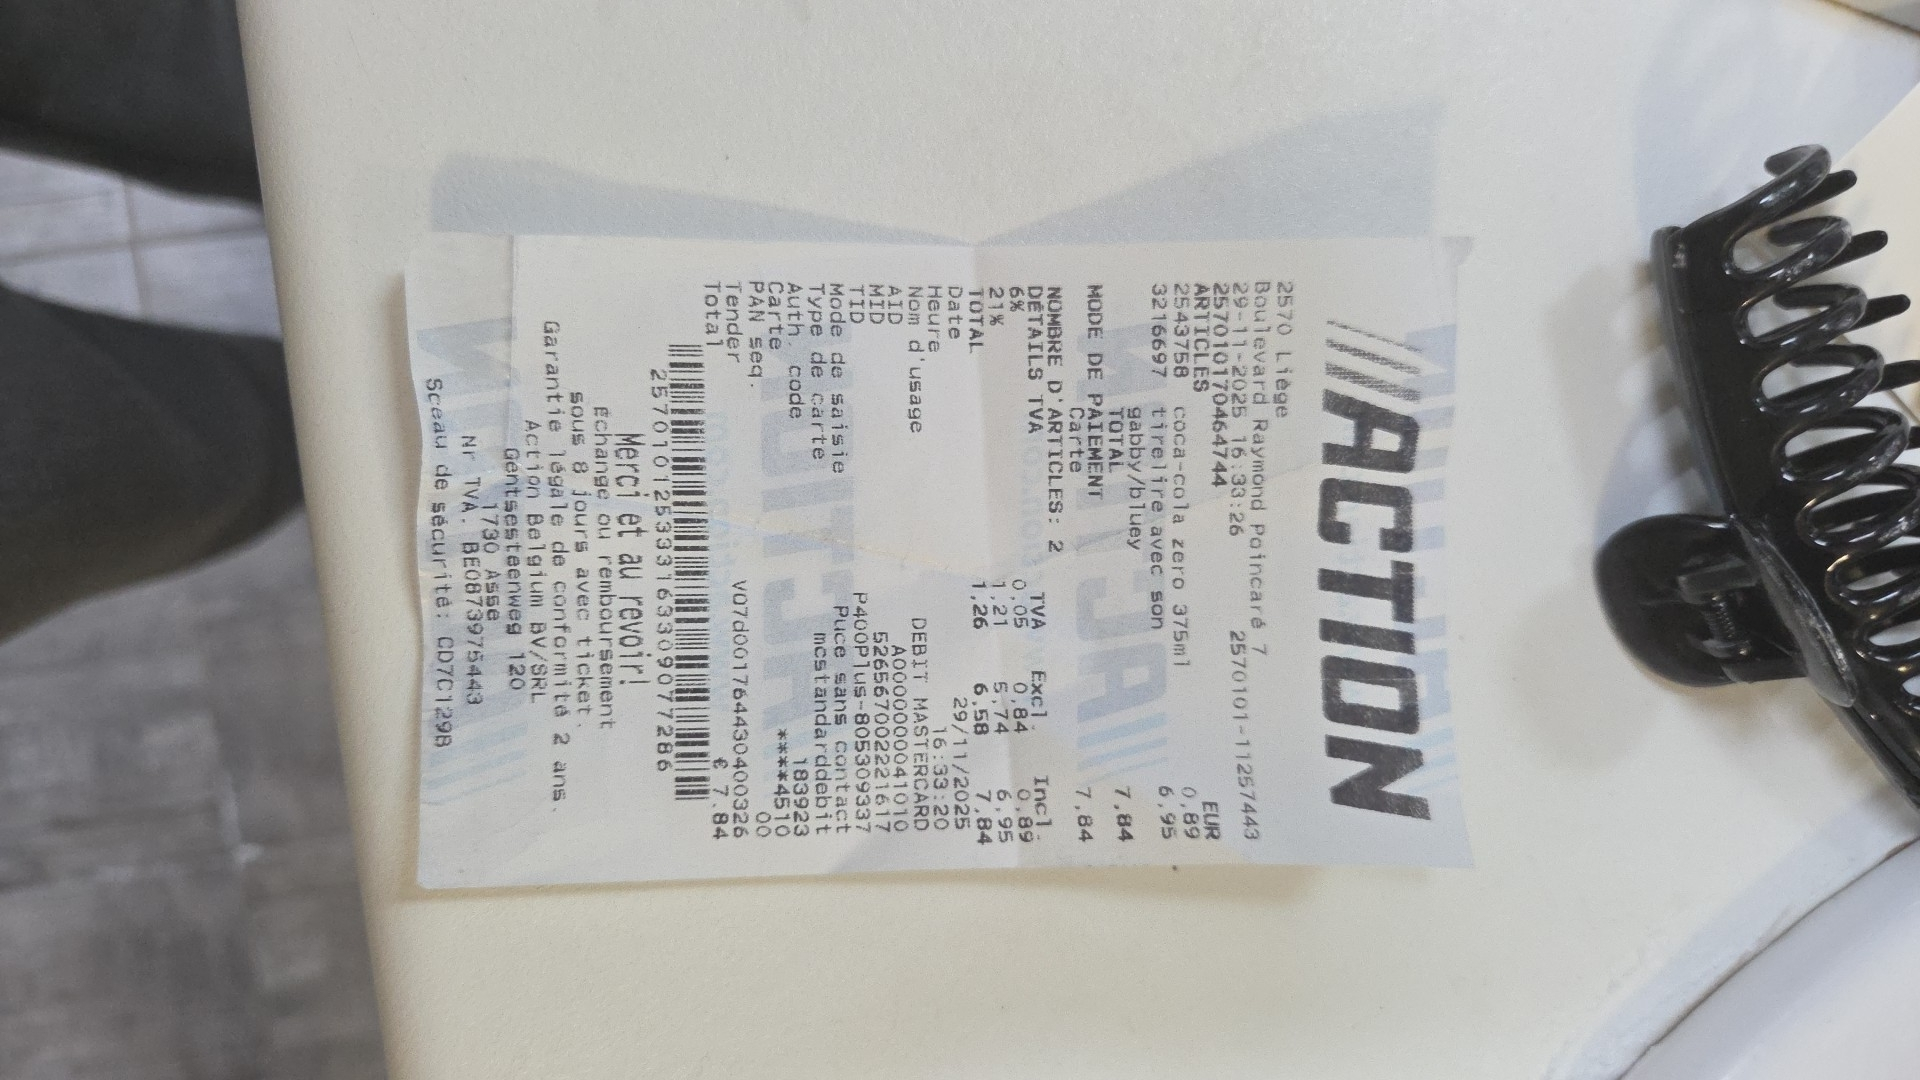 ACTION
2570 Liège
Boulevard Raymond Poincaré 7
29-11-2025 16:33:26 2570101-11257443
25701017046 4744
ARTICLES EUR
2543758 coca-cola zero 375ml 0,89
3216697 tirelire avec son 6,95
gabby/bluey
TOTAL 7,84
MODE DE PAIEMENT
Carte 7,84
NOMBRE D'ARTICLES: 2
DÉTAILS TVA TVA Excl. Incl.
6% 0,05 0,84 0,89
21% 1,21 5,74 6,95
TOTAL 1,26 6,58 7,84
Date 29/11/2025
Heure 16:33:20
Nom d'usage DEBIT MASTERCARD
AID A0000000041010
MID 526567002221617
TID P400Plus-805309337
Mode de saisie Puce sans contact
Type de carte mcstandarddebit
Auth. code 183923
Carte ****4510
PAN seq. 00
Tender V07d001764430400326
Total € 7.84
2570110125333163309077286
Merci et au revoir!
Échange ou remboursement
sous 8 jours avec ticket.
Garantie légale de conformité 2 ans.
Action Belgium BV/SRL
Gentsesteenweg 120
1730 Asse
Nr TVA. BE0873975443
Sceau de sécurité: CD7C129B